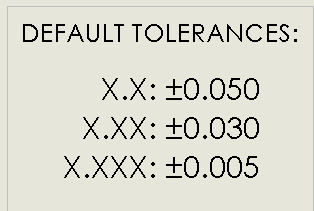 DEFAULT TOLERANCES:
X.X: ±0.050
X.XX: ±0.030
X.XXX: ±0.005